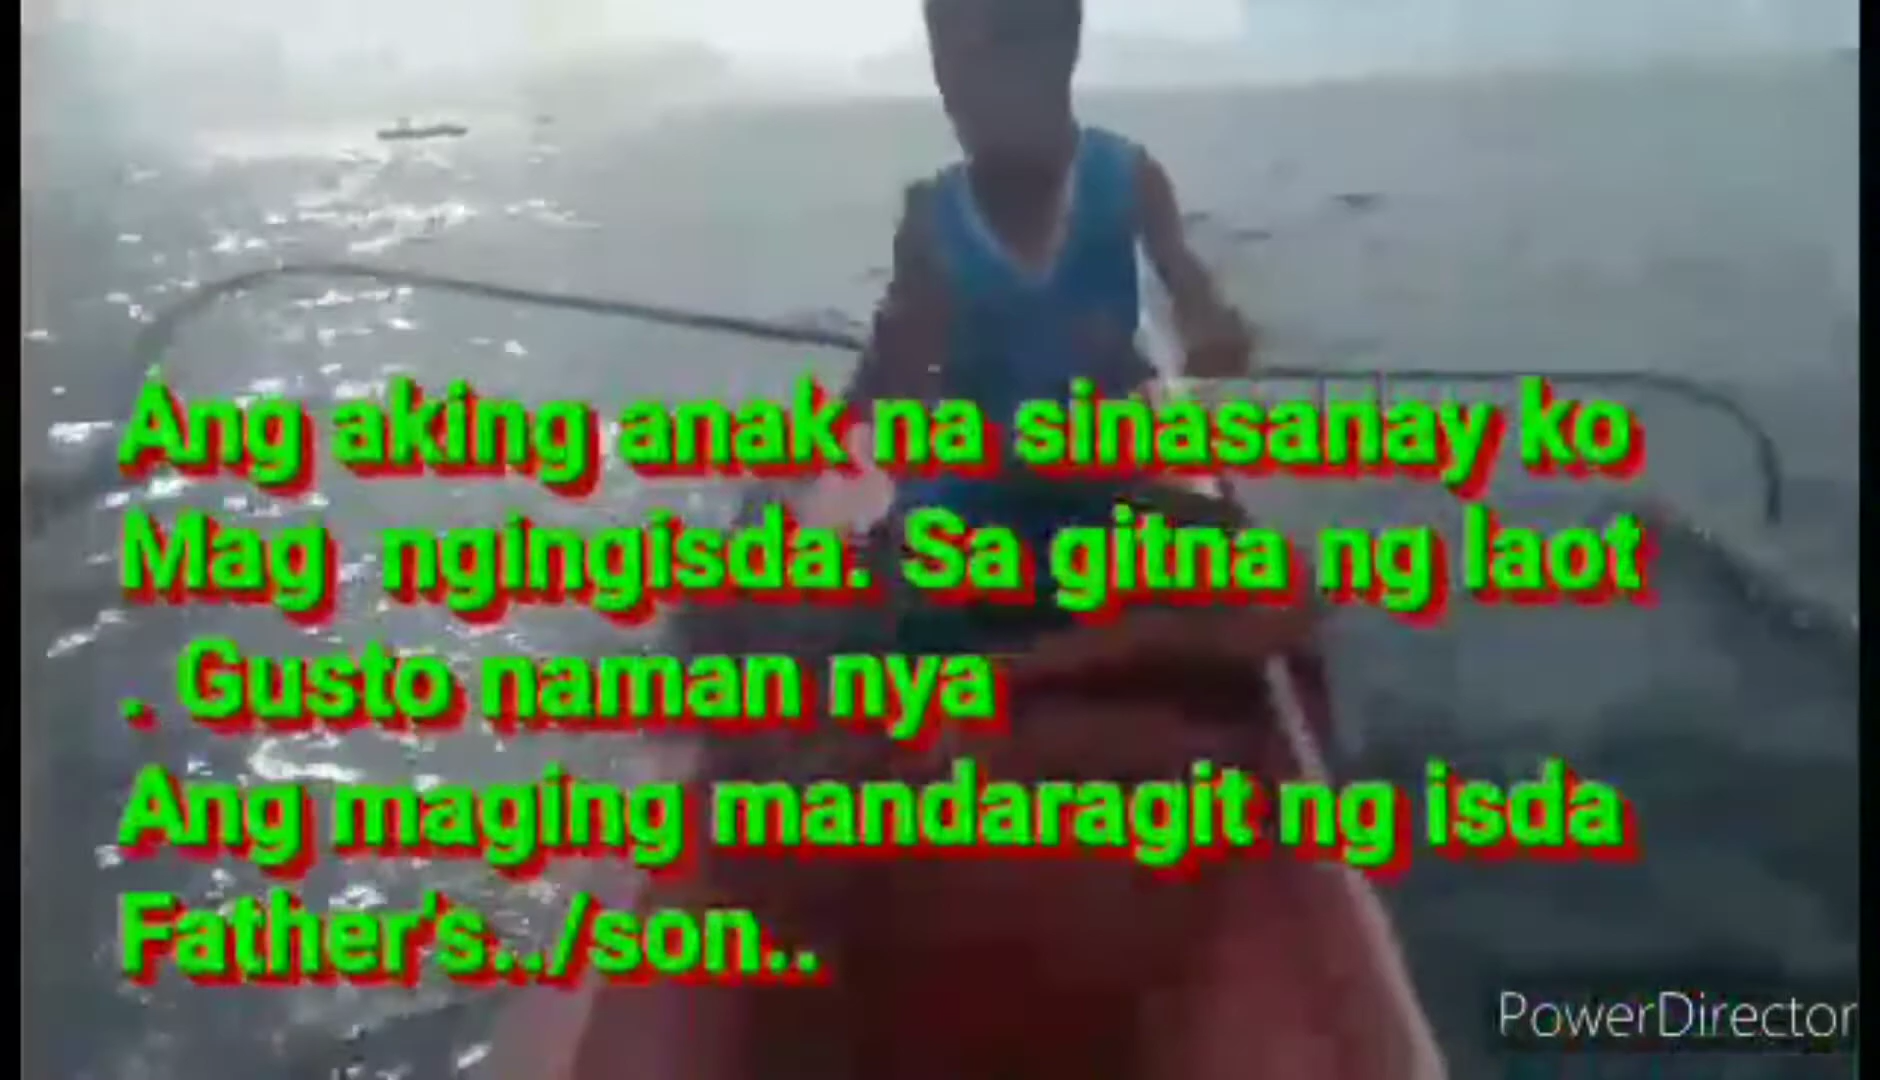 Ang aking anak na sinasanay ko
Mag ngingisda. Sa gitna ng laot
. Gusto naman nya
Ang maging mandaragit ng isda
Father's../son..
PowerDirector